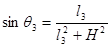 sin θ₃ = l₃ / (l₃² + H²)